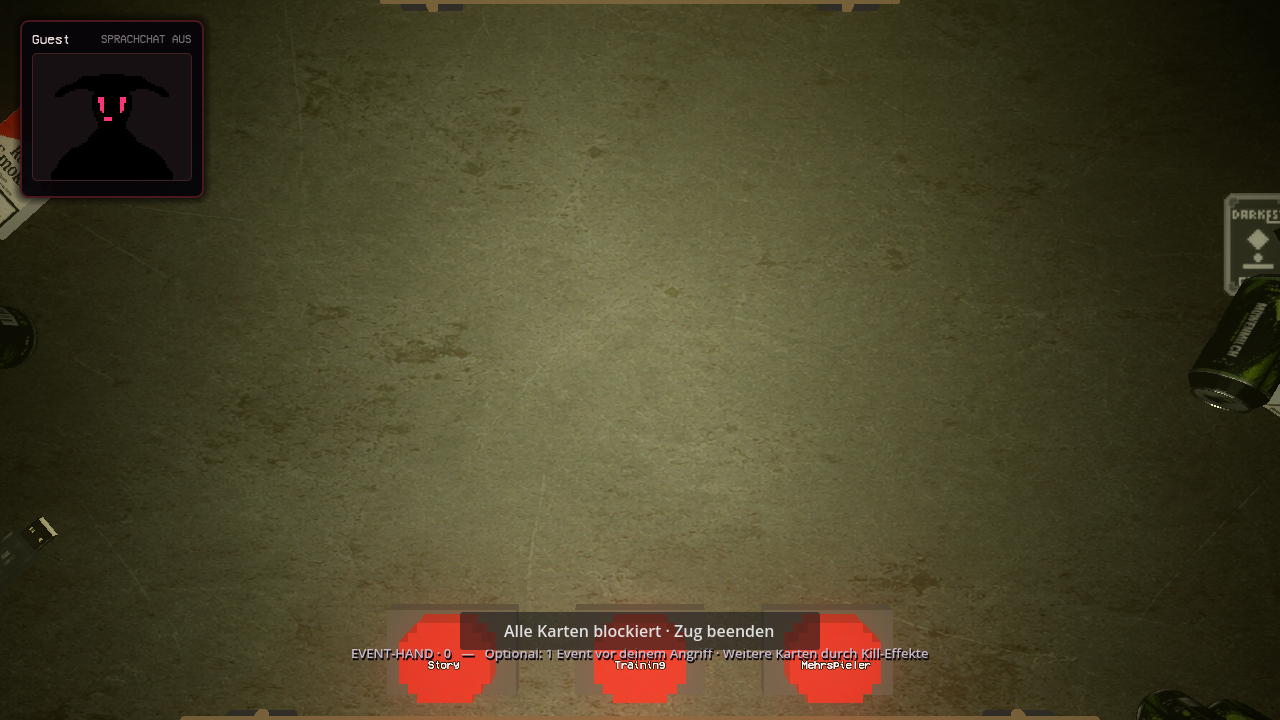 Guest SPRACHCHAT AUS
Alle Karten blockiert · Zug beenden
EVENT-HAND · 0 — Optional: 1 Event vor deinem Angriff · Weitere Karten durch Kill-Effekte
Story Training Mehrspieler